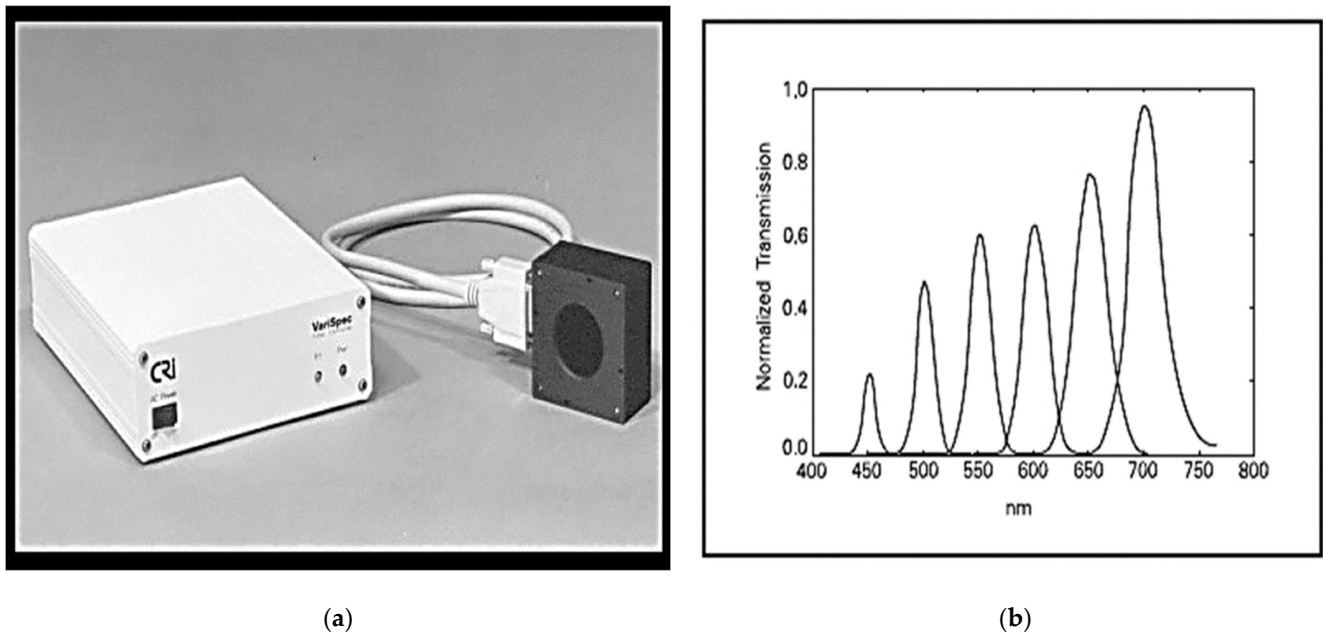 VariSpec
CRi
AC Power
1.0
0.8
0.6
0.4
0.2
0.0
Normalized Transmission
400 450 500 550 600 650 700 750 800
nm
(a)
(b)